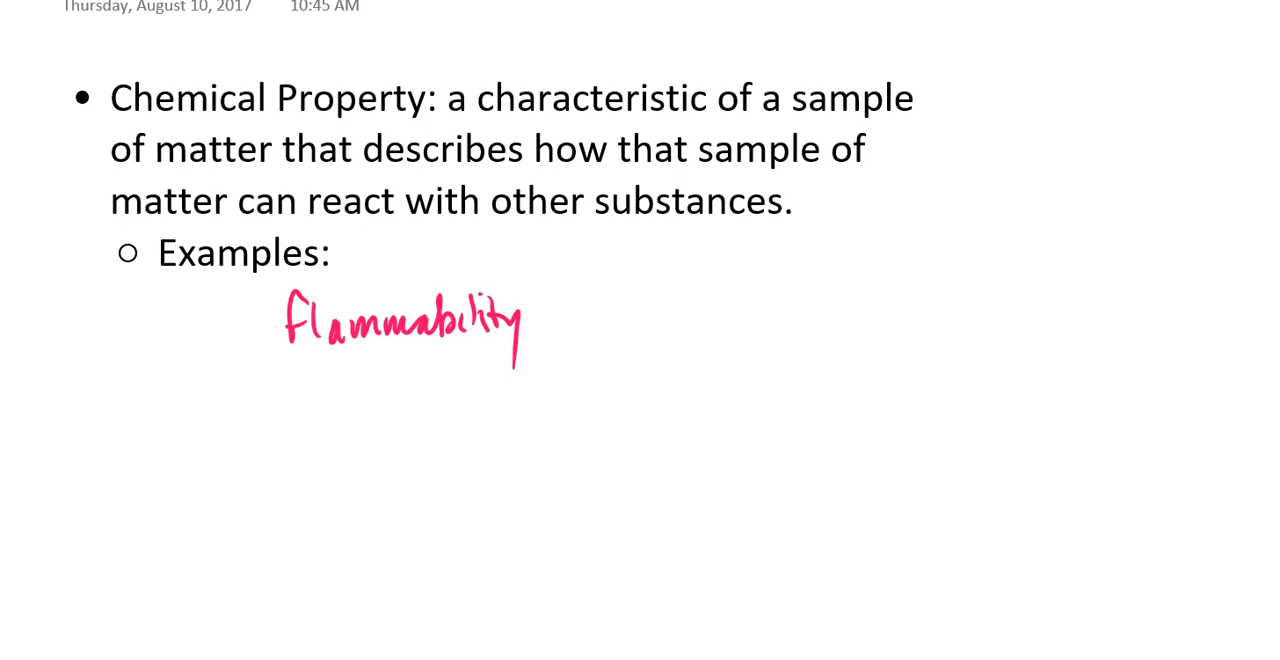 Thursday, August 10, 2017 10:45 AM
• Chemical Property: a characteristic of a sample
of matter that describes how that sample of
matter can react with other substances.
○ Examples:
flammability